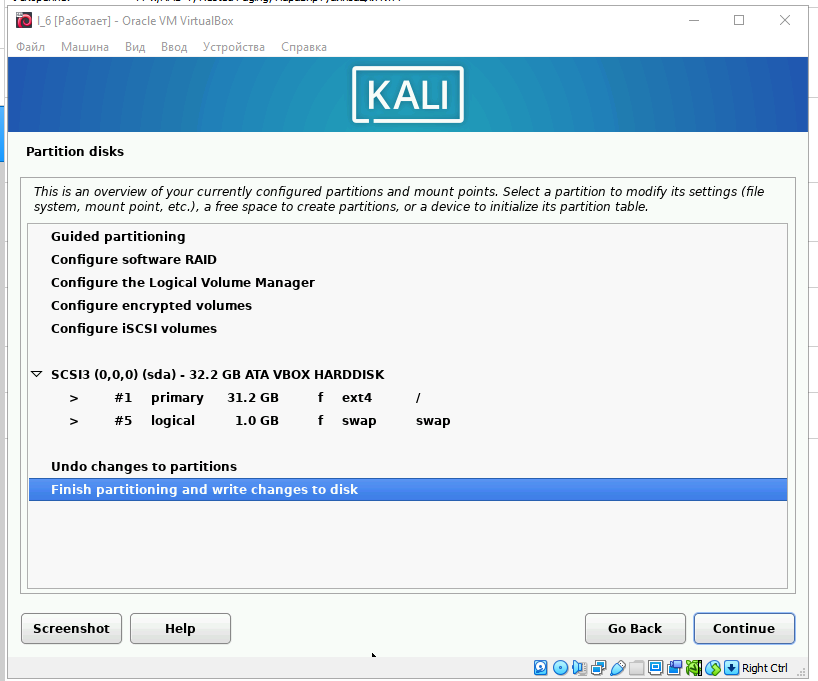 l_6 [Работает] - Oracle VM VirtualBox
Файл Машина Вид Ввод Устройства Справка
KALI
Partition disks
This is an overview of your currently configured partitions and mount points. Select a partition to modify its settings (file
system, mount point, etc.), a free space to create partitions, or a device to initialize its partition table.
Guided partitioning
Configure software RAID
Configure the Logical Volume Manager
Configure encrypted volumes
Configure iSCSI volumes
SCSI3 (0,0,0) (sda) - 32.2 GB ATA VBOX HARDDISK
> #1 primary 31.2 GB f ext4 /
> #5 logical 1.0 GB f swap swap
Undo changes to partitions
Finish partitioning and write changes to disk
Screenshot Help Go Back Continue
Right Ctrl